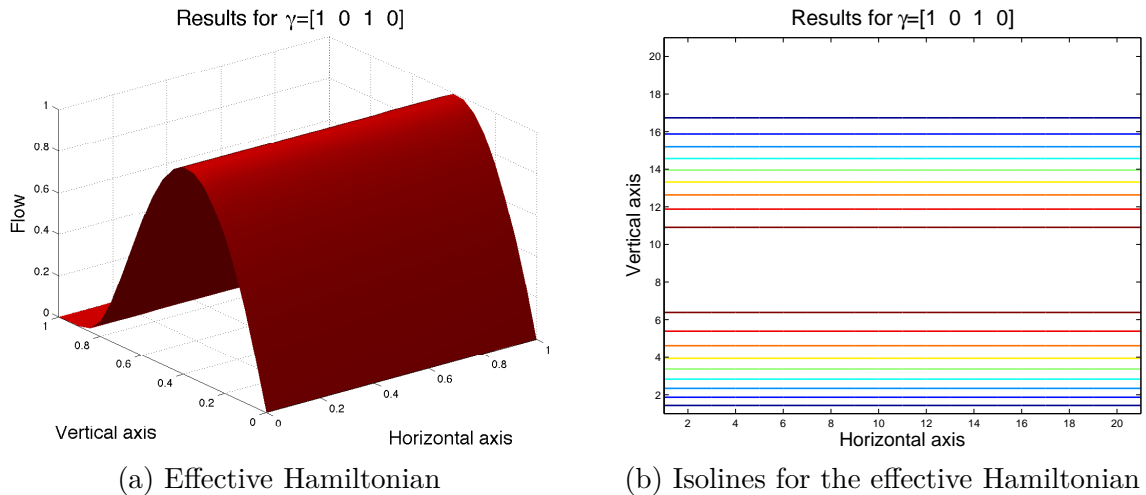 Results for γ=[1 0 1 0]
1
0.8
0.6
0.4
0.2
0
Flow
1
0.8
0.6
0.4
0.2
0
Vertical axis
0
0.2
0.4
0.6
0.8
1
Horizontal axis
(a) Effective Hamiltonian
Results for γ=[1 0 1 0]
20
18
16
14
12
10
8
6
4
2
Vertical axis
2 4 6 8 10 12 14 16 18 20
Horizontal axis
(b) Isolines for the effective Hamiltonian